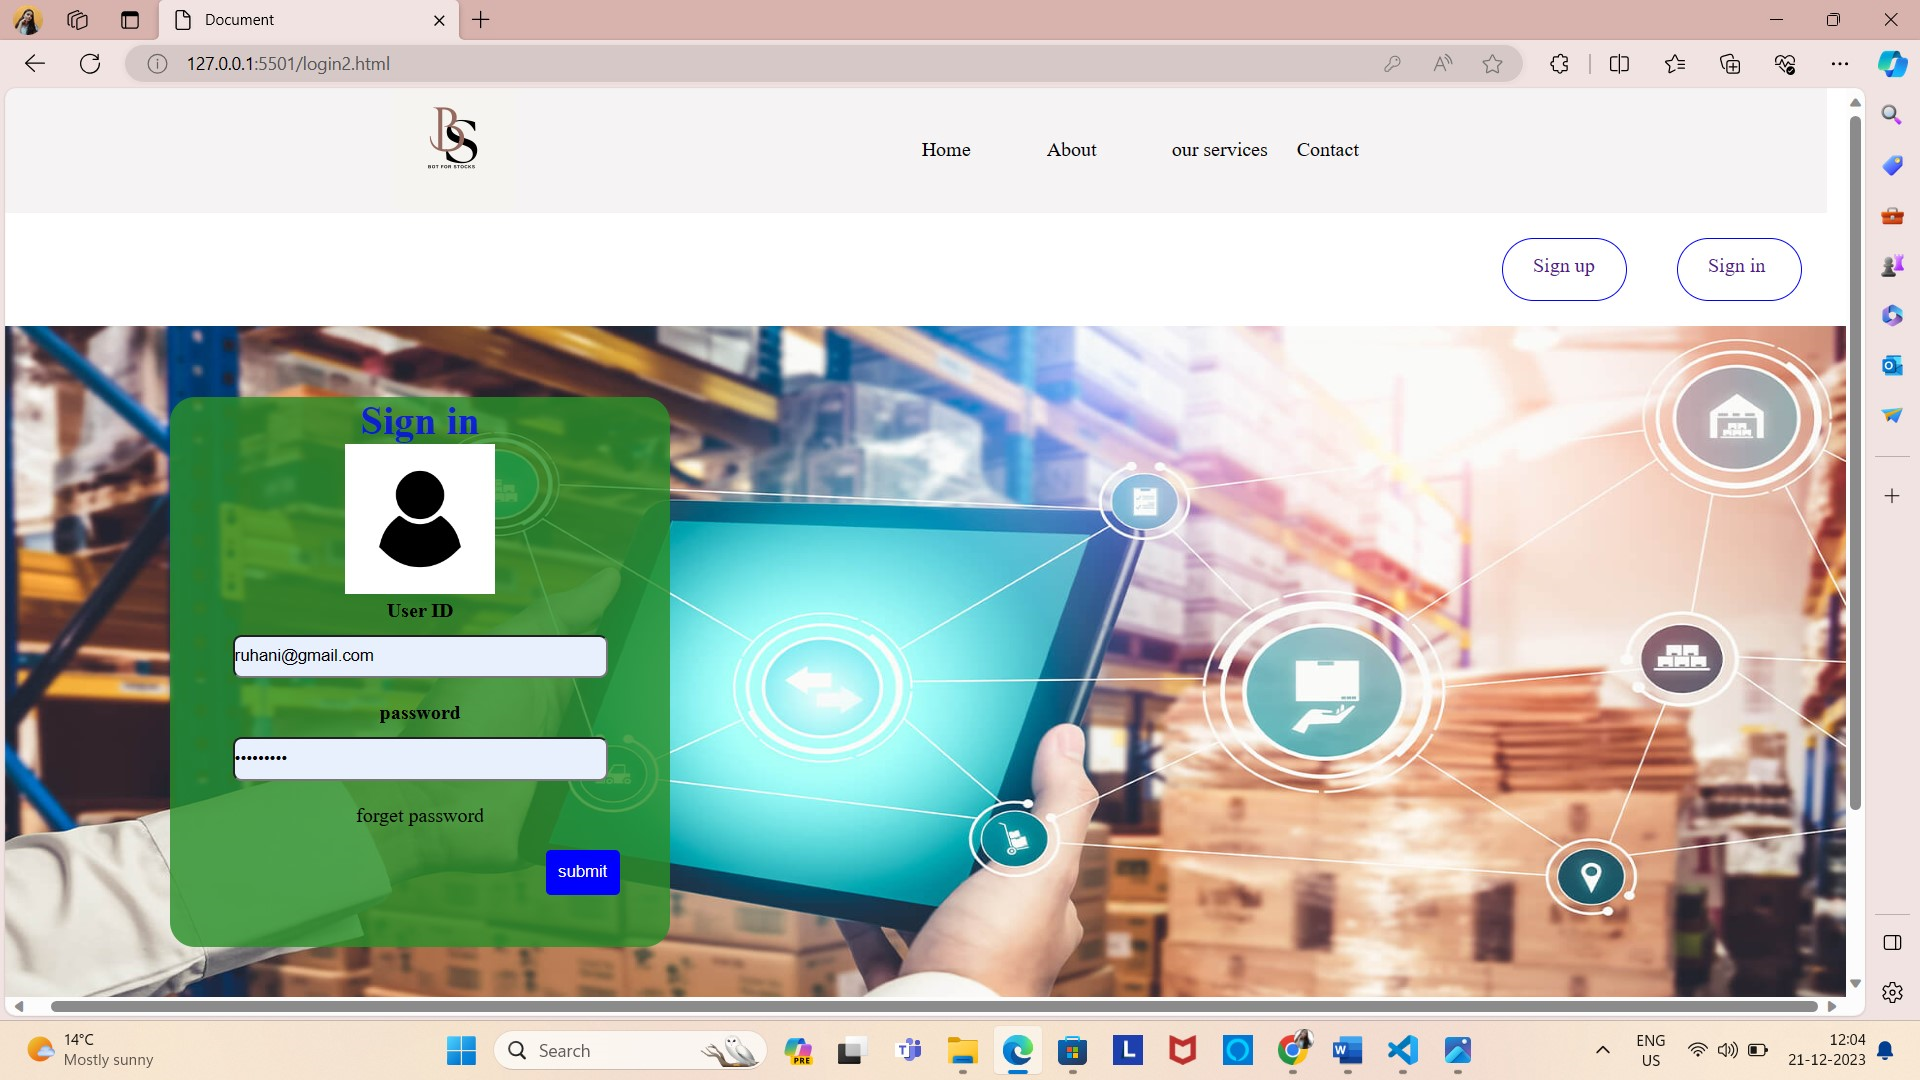 Document
127.0.0.1:5501/login2.html
BS
BOT FOR STOCKS
Home About our services Contact
Sign up Sign in
Sign in
User ID
ruhani@gmail.com
password
•••••••••
forget password
submit
14°C
Mostly sunny
Search
PRE
L
W
ENG
US
12:04
21-12-2023